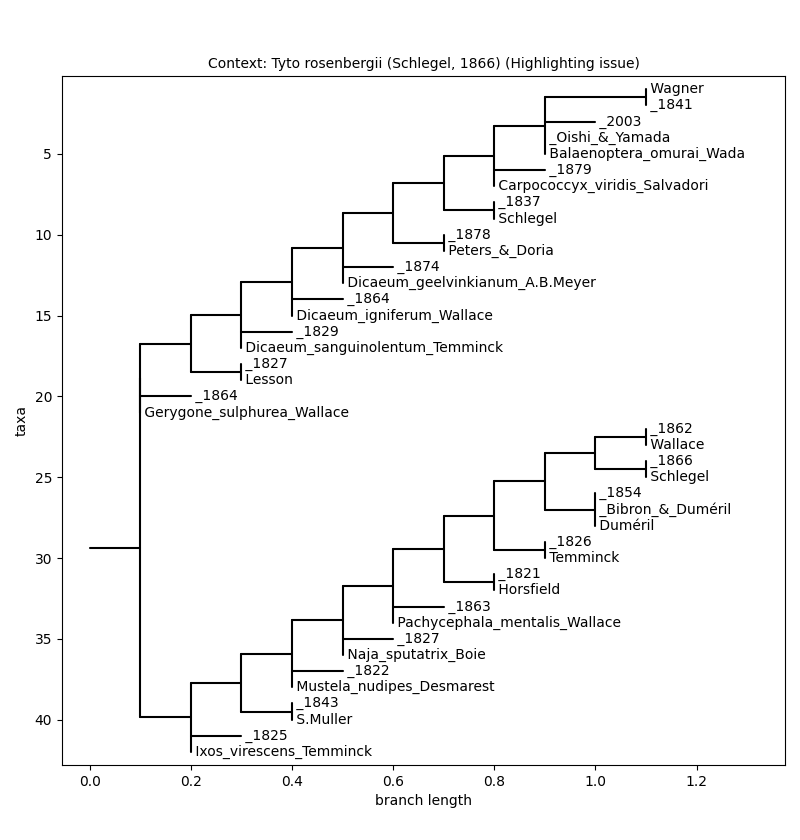 Context: Tyto rosenbergii (Schlegel, 1866) (Highlighting issue)
Wagner
_1841
_2003
_Oishi_&_Yamada
Balaenoptera_omurai_Wada
_1879
Carpococcyx_viridis_Salvadori
_1837
Schlegel
_1878
Peters_&_Doria
_1874
Dicaeum_geelvinkianum_A.B.Meyer
_1864
Dicaeum_igniferum_Wallace
_1829
Dicaeum_sanguinolentum_Temminck
_1827
Lesson
_1864
Gerygone_sulphurea_Wallace
_1862
Wallace
_1866
Schlegel
_1854
_Bibron_&_Duméril
Duméril
_1826
Temminck
_1821
Horsfield
_1863
Pachycephala_mentalis_Wallace
_1827
Naja_sputatrix_Boie
_1822
Mustela_nudipes_Desmarest
_1843
S.Muller
_1825
Ixos_virescens_Temminck
5
10
15
20
25
30
35
40
taxa
0.0 0.2 0.4 0.6 0.8 1.0 1.2
branch length